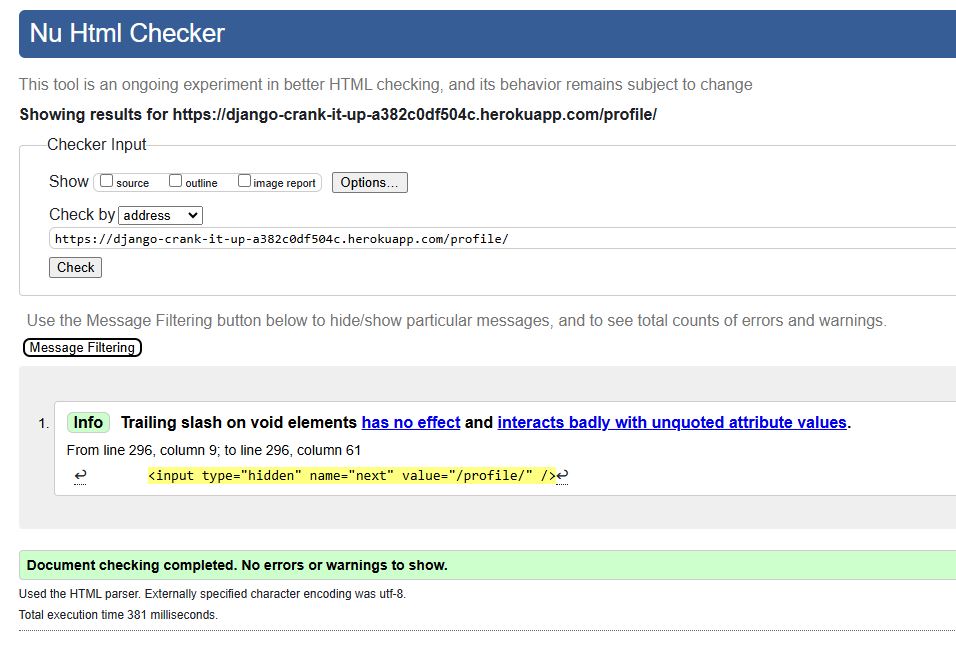 Nu Html Checker
This tool is an ongoing experiment in better HTML checking, and its behavior remains subject to change
Showing results for https://django-crank-it-up-a382c0df504c.herokuapp.com/profile/
Checker Input
Show source outline image report Options...
Check by address
https://django-crank-it-up-a382c0df504c.herokuapp.com/profile/
Check
Use the Message Filtering button below to hide/show particular messages, and to see total counts of errors and warnings.
Message Filtering
1. Info Trailing slash on void elements has no effect and interacts badly with unquoted attribute values.
From line 296, column 9; to line 296, column 61
↩ <input type="hidden" name="next" value="/profile/" />↩
Document checking completed. No errors or warnings to show.
Used the HTML parser. Externally specified character encoding was utf-8.
Total execution time 381 milliseconds.